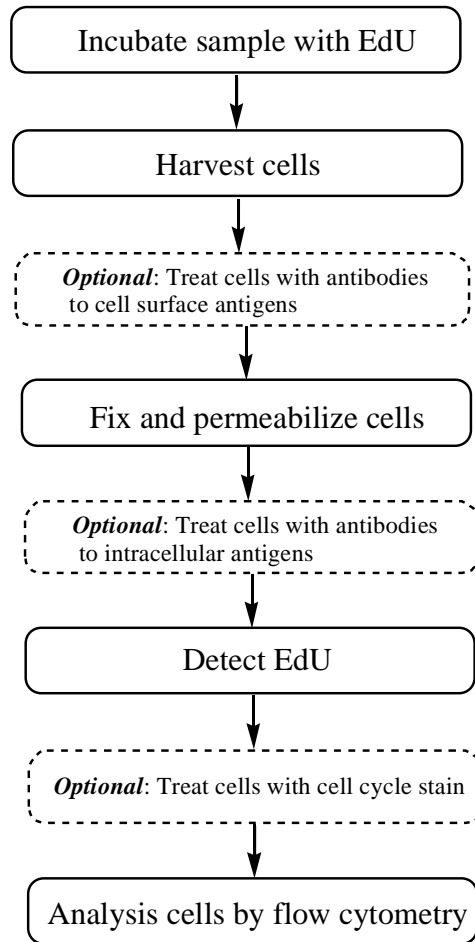 Incubate sample with EdU
Harvest cells
Optional: Treat cells with antibodies
to cell surface antigens
Fix and permeabilize cells
Optional: Treat cells with antibodies
to intracellular antigens
Detect EdU
Optional: Treat cells with cell cycle stain
Analysis cells by flow cytometry